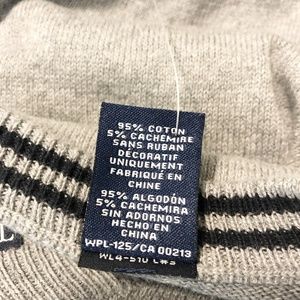 95% COTON
5% CACHEMIRE
SANS RUBAN
DÉCORATIF
UNIQUEMENT
FABRIQUÉ EN
CHINE
95% ALGODÓN
5% CACHEMIRA
SIN ADORNOS
HECHO EN
CHINA
WPL-125/CA 00213